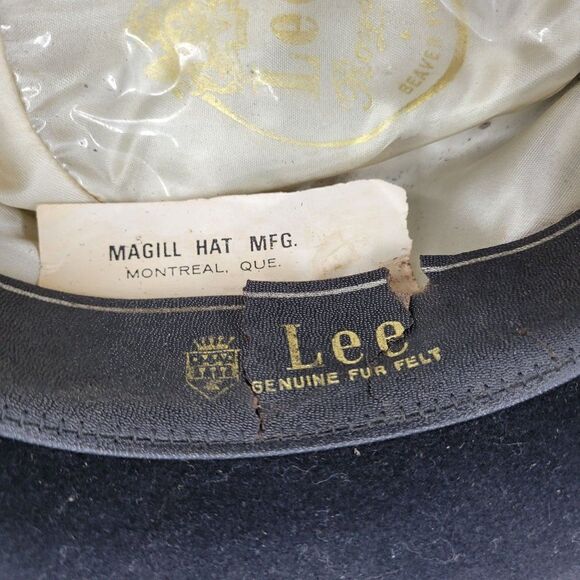 Lee
BEAVER
MAGILL HAT MFG.
MONTREAL, QUE.
Lee
GENUINE FUR FELT